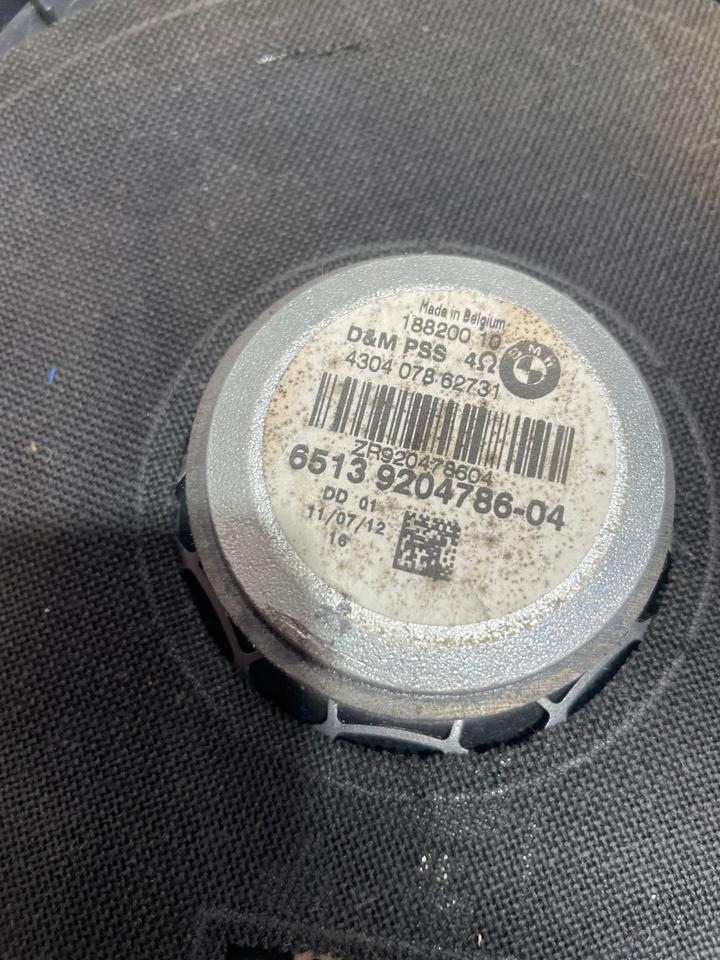 Made in Belgium
188200 10
D&M PSS 4Ω
BMW
4304 078 62731
ZR920478604
6513 9204786-04
DD 01
11/07/12
16